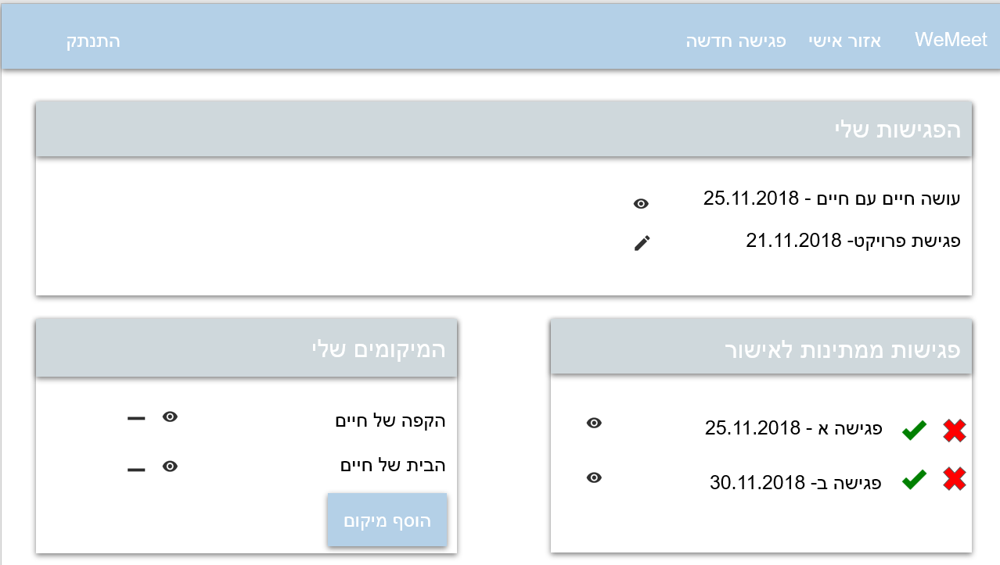 WeMeet
אזור אישי
פגישה חדשה
התנתק
הפגישות שלי
עושה חיים עם חיים - 25.11.2018
פגישת פרויקט- 21.11.2018
פגישות ממתינות לאישור
פגישה א - 25.11.2018
פגישה ב- 30.11.2018
המיקומים שלי
הקפה של חיים
הבית של חיים
הוסף מיקום